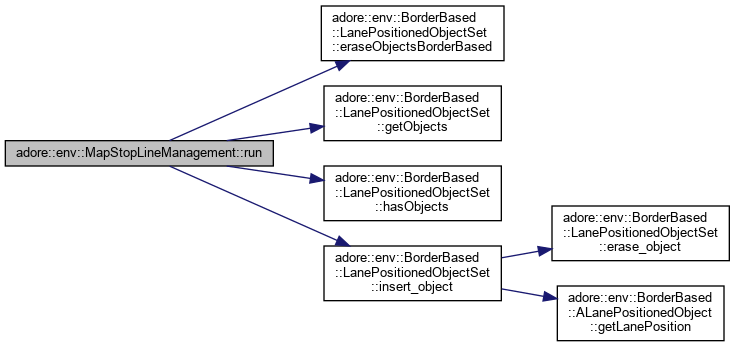 adore::env::BorderBased
::LanePositionedObjectSet
::eraseObjectsBorderBased
adore::env::BorderBased
::LanePositionedObjectSet
::getObjects
adore::env::MapStopLineManagement::run
adore::env::BorderBased
::LanePositionedObjectSet
::hasObjects
adore::env::BorderBased
::LanePositionedObjectSet
::insert_object
adore::env::BorderBased
::LanePositionedObjectSet
::erase_object
adore::env::BorderBased
::ALanePositionedObject
::getLanePosition